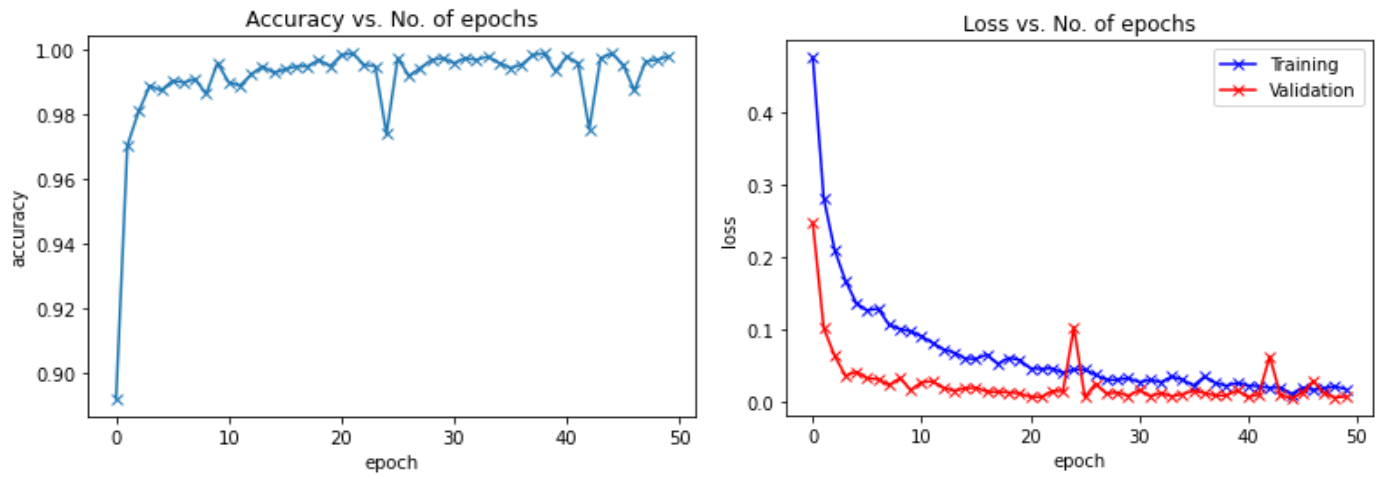 Accuracy vs. No. of epochs
1.00
0.98
0.96
0.94
0.92
0.90
accuracy
0 10 20 30 40 50
epoch
Loss vs. No. of epochs
Training
Validation
0.4
0.3
0.2
0.1
0.0
loss
0 10 20 30 40 50
epoch